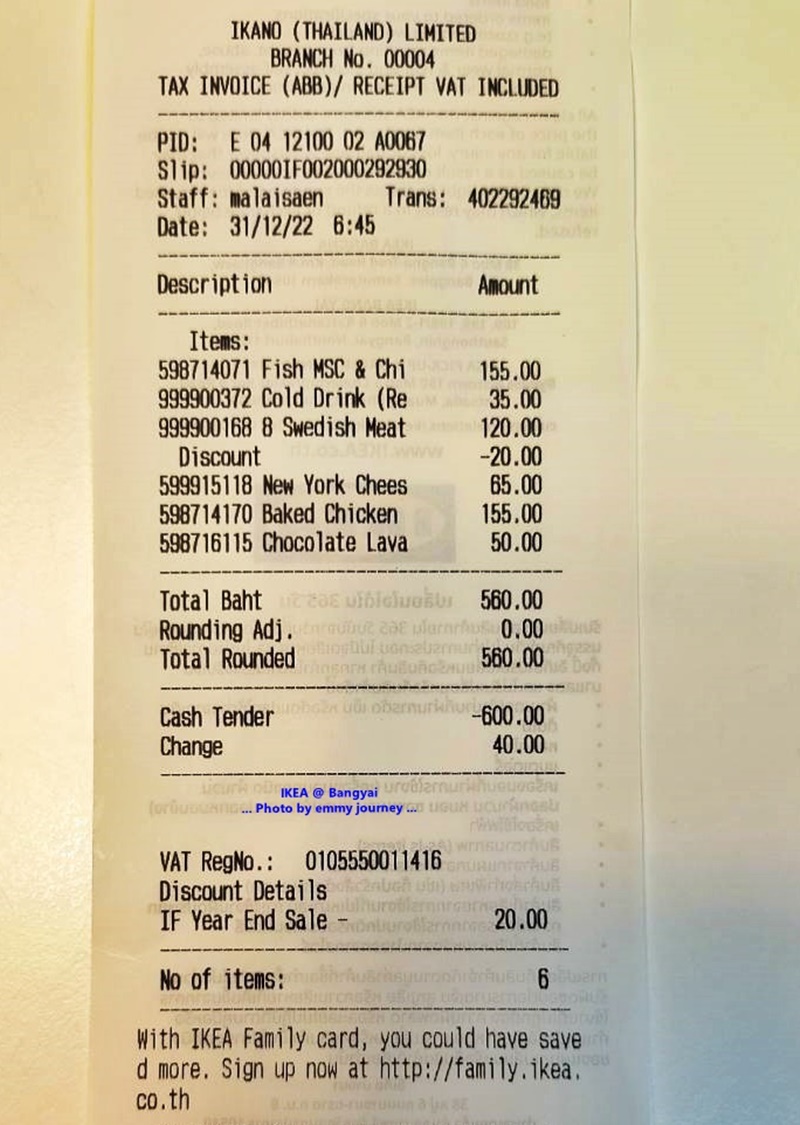 IKANO (THAILAND) LIMITED
BRANCH No. 00004
TAX INVOICE (ABB)/ RECEIPT VAT INCLUDED
PID: E 04 12100 02 A0067
Slip: 00000IF002000292930
Staff: malaisaen Trans: 402292469
Date: 31/12/22 6:45
Description Amount
Items:
598714071 Fish MSC & Chi 155.00
999900372 Cold Drink (Re 35.00
999900168 8 Swedish Meat 120.00
Discount -20.00
599915118 New York Chees 65.00
598714170 Baked Chicken 155.00
598716115 Chocolate Lava 50.00
Total Baht 560.00
Rounding Adj. 0.00
Total Rounded 560.00
Cash Tender -600.00
Change 40.00
IKEA @ Bangyai
... Photo by emmy journey ...
VAT RegNo.: 0105550011416
Discount Details
IF Year End Sale - 20.00
No of items: 6
With IKEA Family card, you could have save
d more. Sign up now at http://family.ikea.
co.th